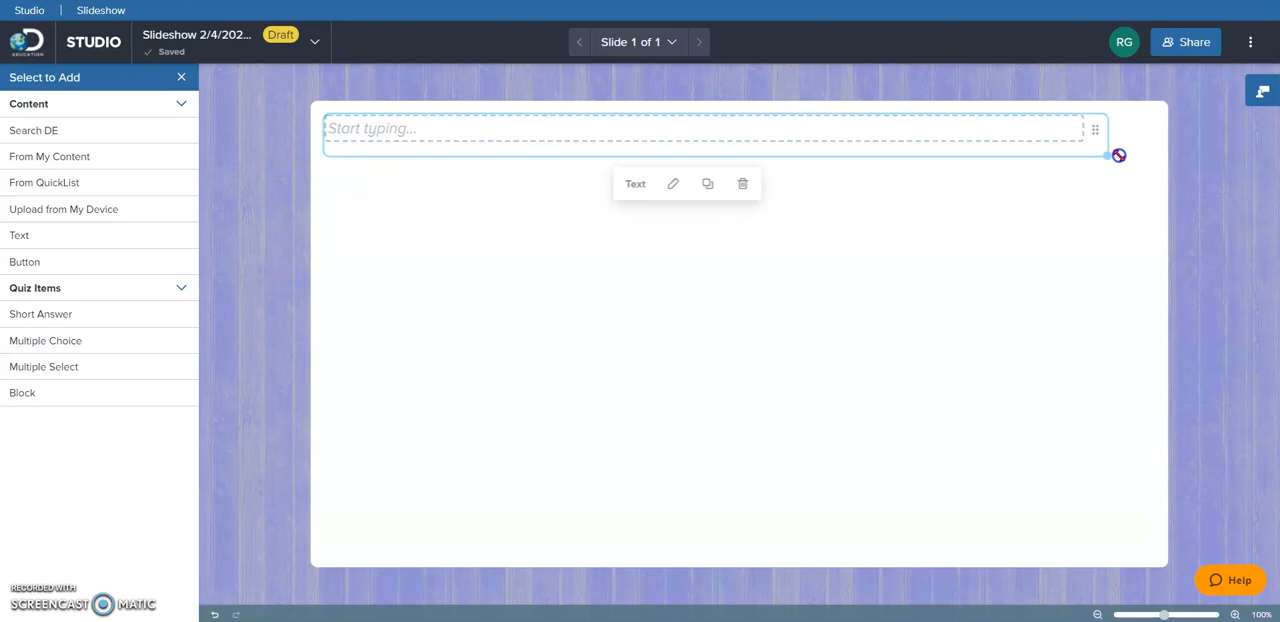 Studio | Slideshow
EDUCATION
STUDIO
Slideshow 2/4/202...
Draft
Saved
Slide 1 of 1
RG
Share
Select to Add
Content
Search DE
From My Content
From QuickList
Upload from My Device
Text
Button
Quiz Items
Short Answer
Multiple Choice
Multiple Select
Block
Start typing...
Text
Help
RECORDED WITH
SCREENCAST MATIC
100%